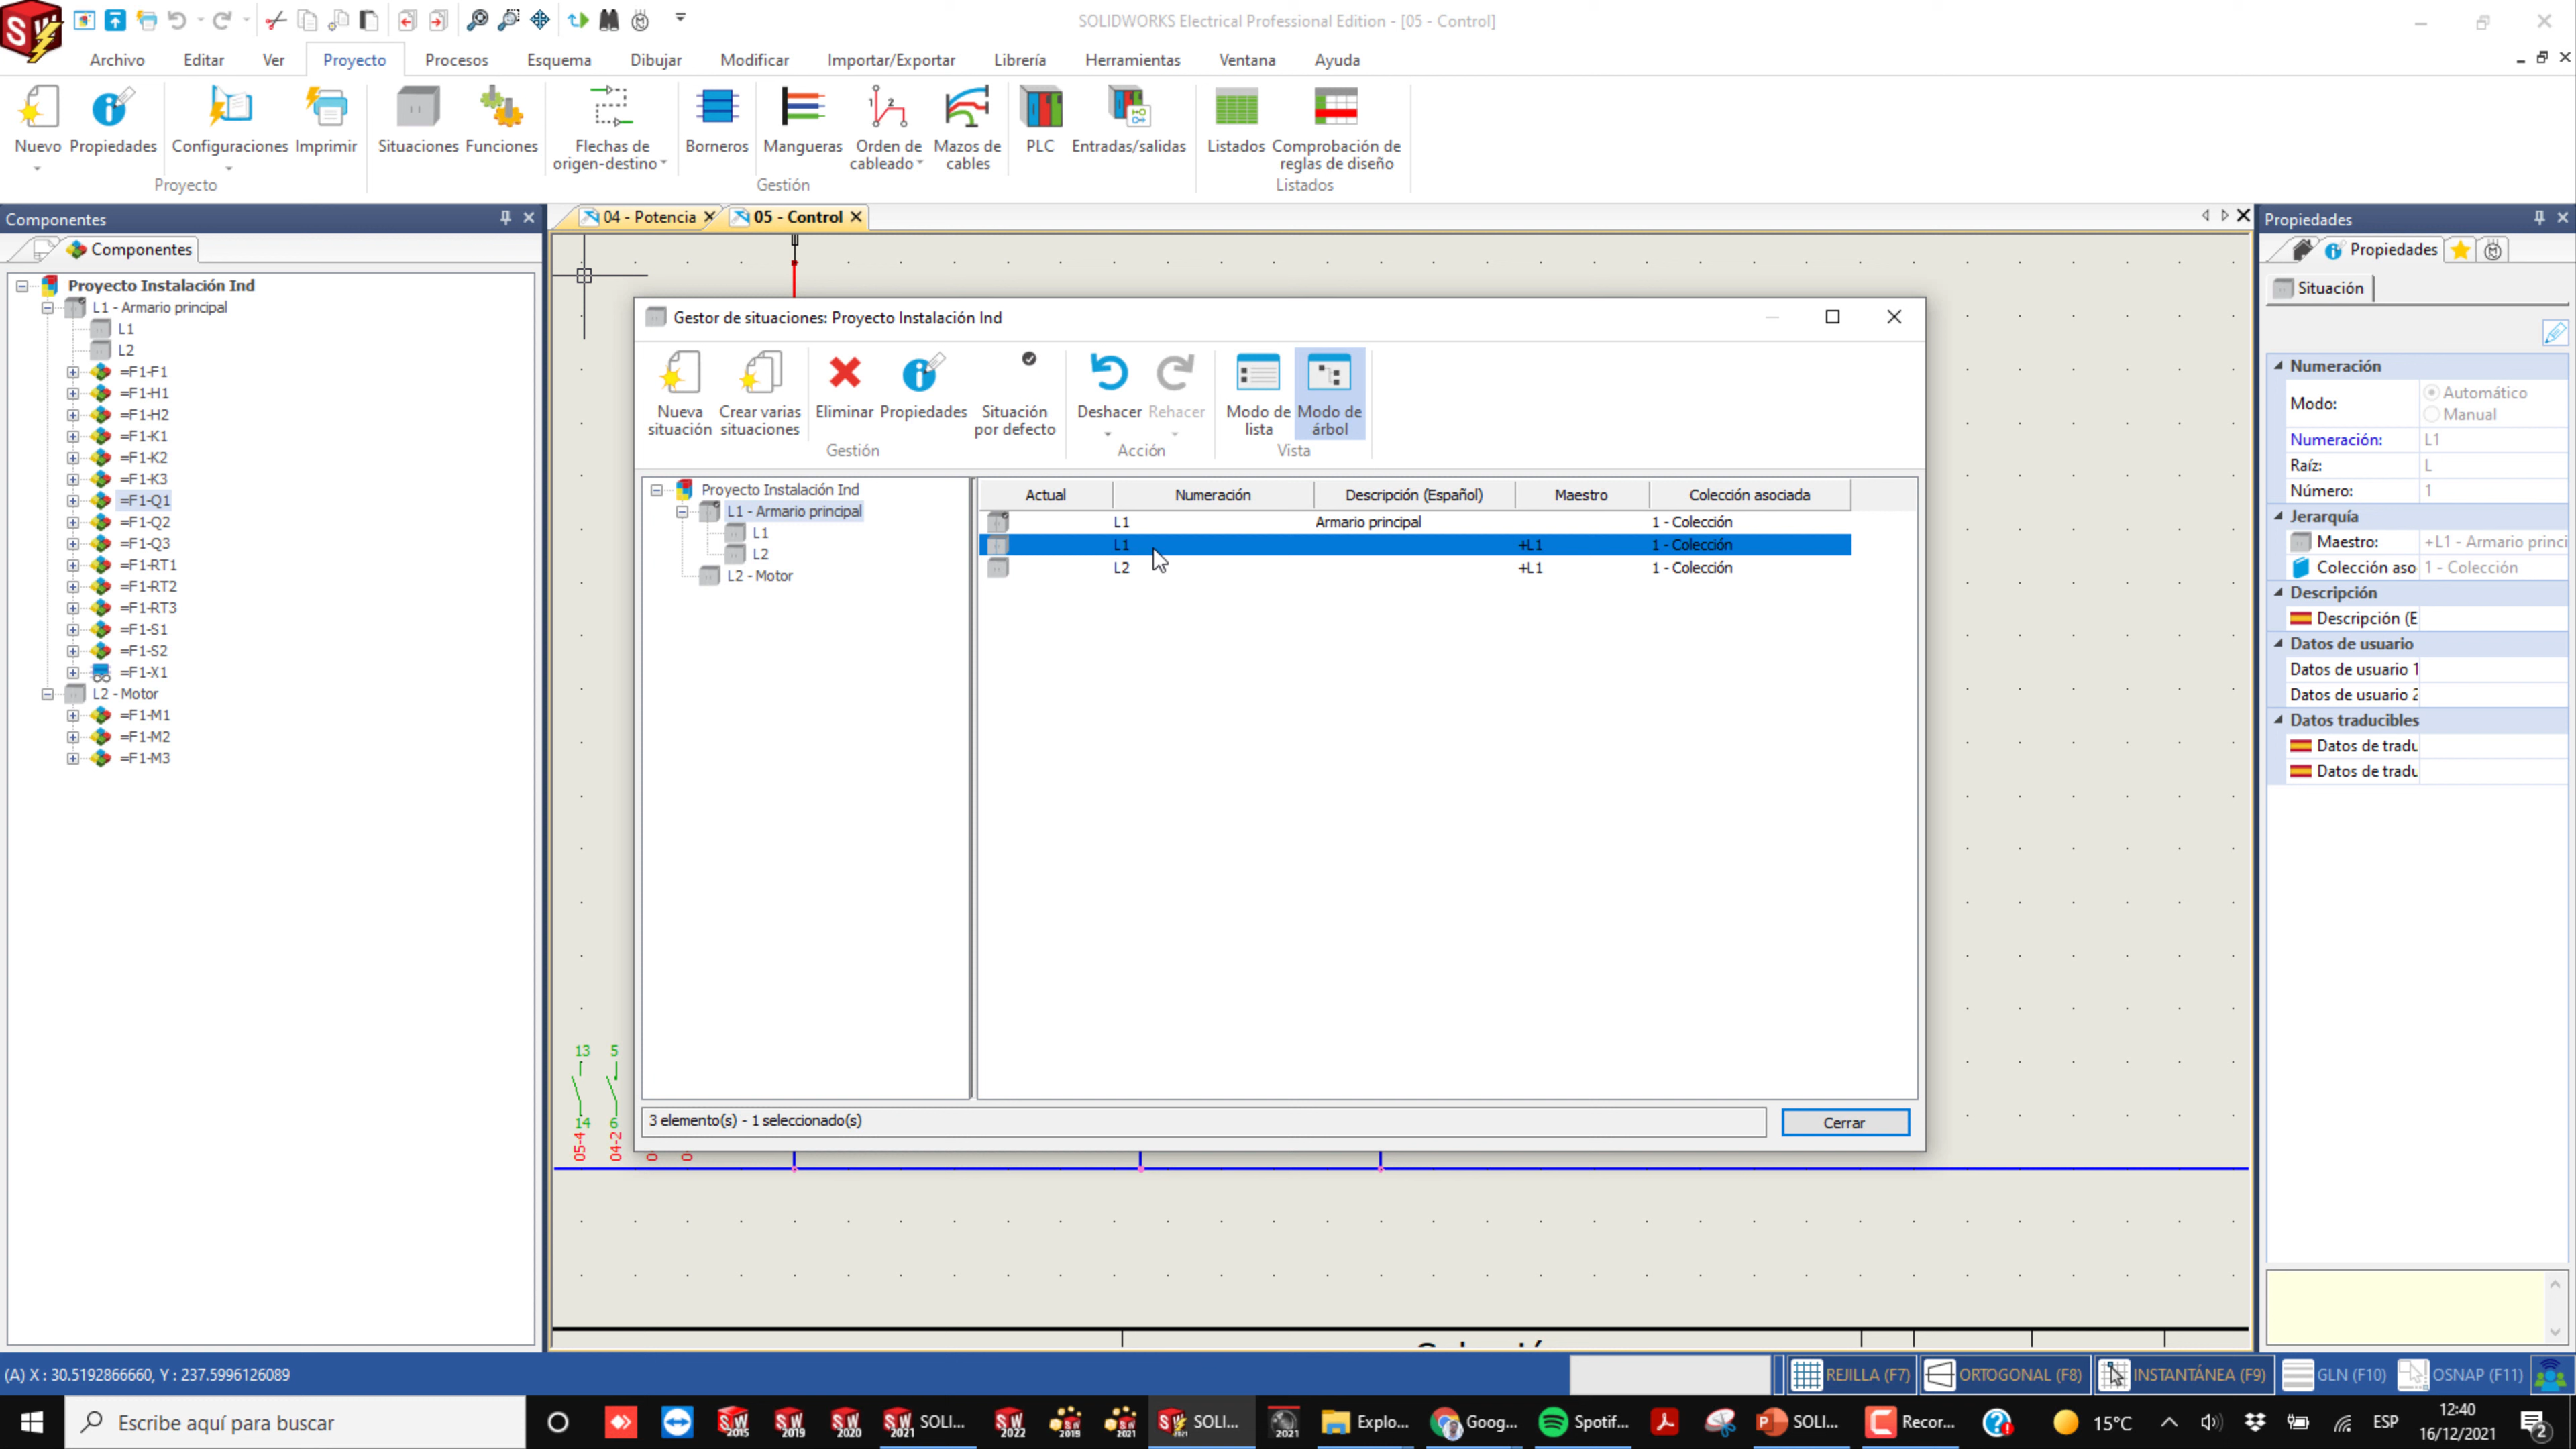 SOLIDWORKS Electrical Professional Edition - [05 - Control]
Archivo Editar Ver Proyecto Procesos Esquema Dibujar Modificar Importar/Exportar Librería Herramientas Ventana Ayuda
Nuevo Propiedades Configuraciones Imprimir Situaciones Funciones Flechas de origen-destino Borneros Mangueras Orden de cableado Mazos de cables PLC Entradas/salidas Listados Comprobación de reglas de diseño
Proyecto Gestión Listados
Componentes
Componentes
Proyecto Instalación Ind
L1 - Armario principal
L1
L2
=F1-F1
=F1-H1
=F1-H2
=F1-K1
=F1-K2
=F1-K3
=F1-Q1
=F1-Q2
=F1-Q3
=F1-RT1
=F1-RT2
=F1-RT3
=F1-S1
=F1-S2
=F1-X1
L2 - Motor
=F1-M1
=F1-M2
=F1-M3
04 - Potencia 05 - Control
Gestor de situaciones: Proyecto Instalación Ind
Nueva situación Crear varias situaciones Eliminar Propiedades Situación por defecto Deshacer Rehacer Modo de lista Modo de árbol
Gestión Acción Vista
Proyecto Instalación Ind
L1 - Armario principal
L1
L2
L2 - Motor
Actual Numeración Descripción (Español) Maestro Colección asociada
L1 Armario principal 1 - Colección
L1 +L1 1 - Colección
L2 +L1 1 - Colección
3 elemento(s) - 1 seleccionado(s)
Cerrar
13 5
14 6
05-4 04-2
Propiedades
Propiedades
Situación
Numeración
Modo: Automático
Manual
Numeración: L1
Raíz: L
Número: 1
Jerarquía
Maestro: +L1 - Armario princi
Colección aso 1 - Colección
Descripción
Descripción (E
Datos de usuario
Datos de usuario 1
Datos de usuario 2
Datos traducibles
Datos de tradu
Datos de tradu
(A) X : 30.5192866660, Y : 237.5996126089
REJILLA (F7) ORTOGONAL (F8) INSTANTÁNEA (F9) GLN (F10) OSNAP (F11)
Escribe aquí para buscar
SOLI... SOLI... Explo... Goog... Spotif... SOLI... Recor...
15°C ESP
12:40
16/12/2021